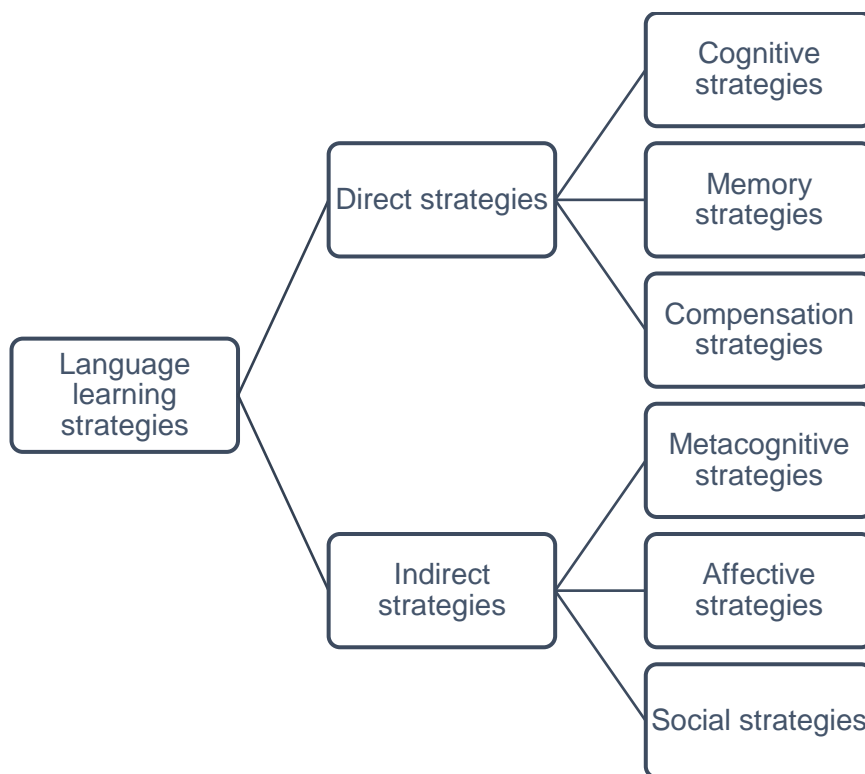 Language
learning
strategies
Direct strategies
Cognitive
strategies
Memory
strategies
Compensation
strategies
Indirect
strategies
Metacognitive
strategies
Affective
strategies
Social strategies